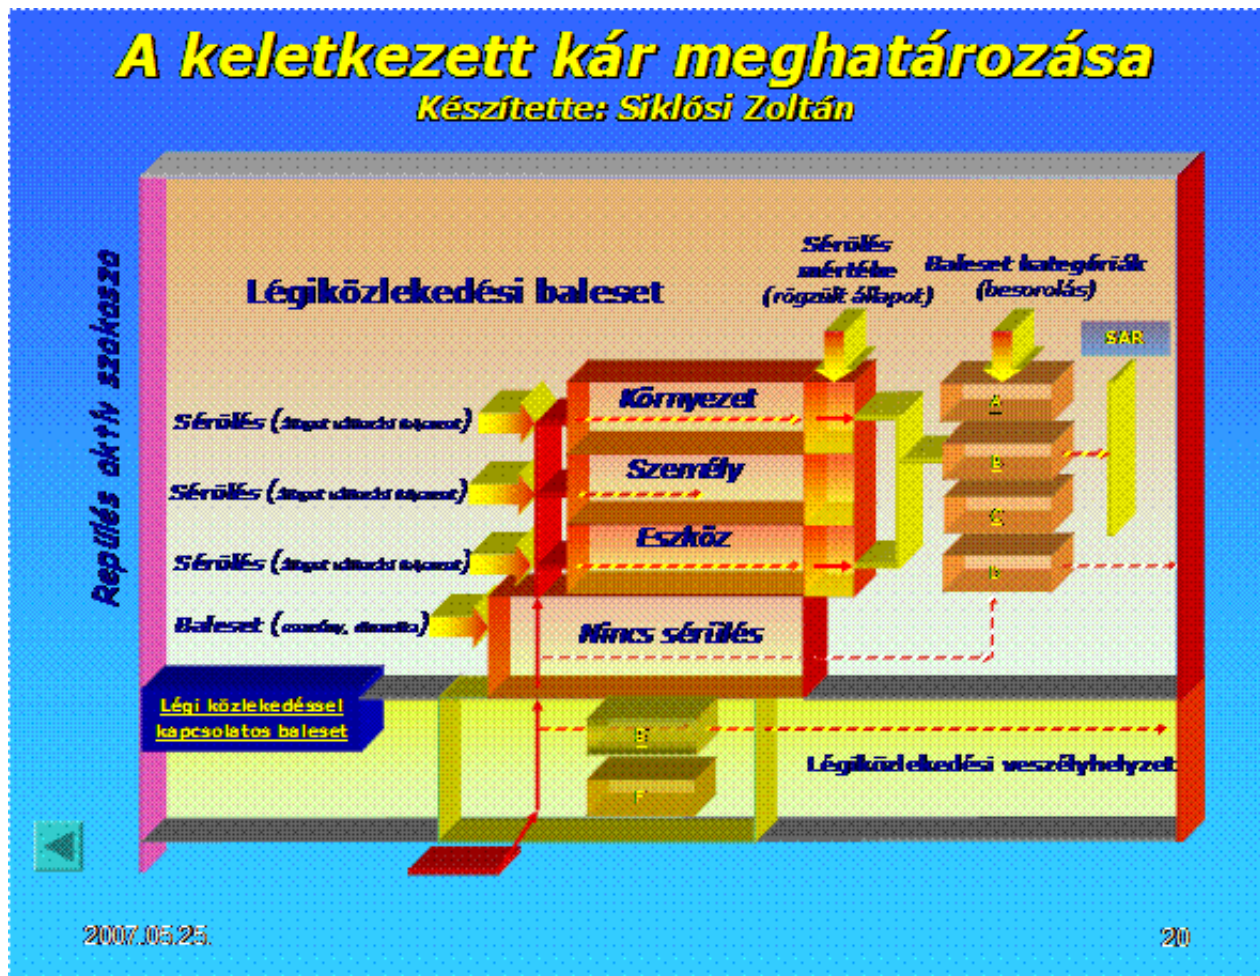 A keletkezett kár meghatározása
Készítette: Siklósi Zoltán
Repülés aktív szakasza
Légiközlekedési baleset
Sérülés
mértéke
(rögzült állapot)
Baleset kategóriák
(besorolás)
SAR
Környezet
Személy
Eszköz
Nincs sérülés
Sérülés (
Sérülés (
Sérülés (
Baleset (
A
B
C
D
Légi közlekedéssel
kapcsolatos baleset
F
Légiközlekedési veszélyhelyzet
2007.05.25.
20